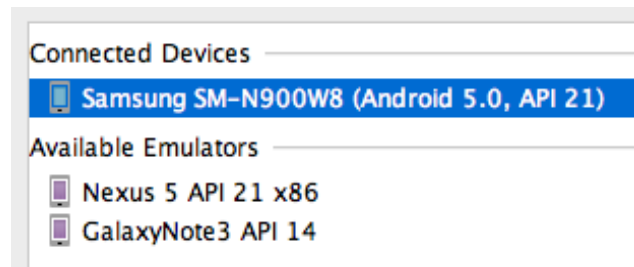 Connected Devices
Samsung SM-N900W8 (Android 5.0, API 21)
Available Emulators
Nexus 5 API 21 x86
GalaxyNote3 API 14